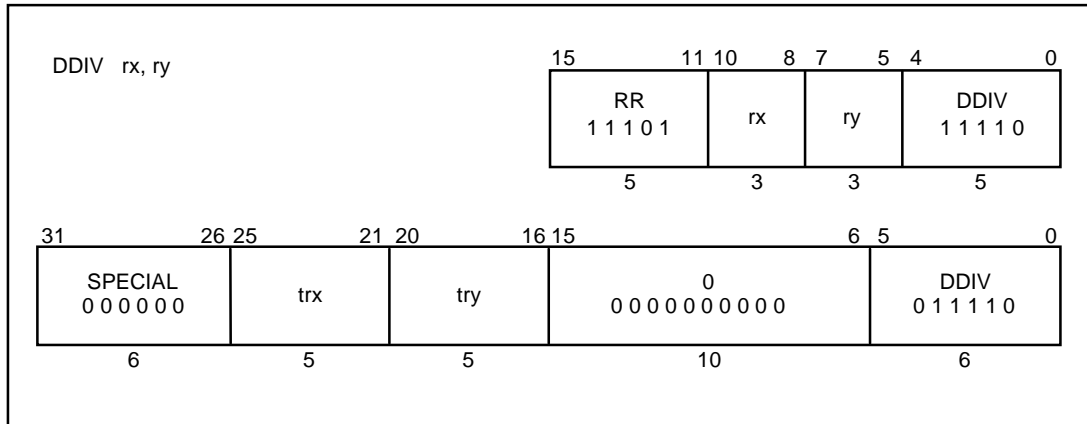 DDIV rx, ry
15 11 10 8 7 5 4 0
RR rx ry DDIV
1 1 1 0 1 1 1 1 1 0
5 3 3 5
31 26 25 21 20 16 15 6 5 0
SPECIAL trx try 0 DDIV
0 0 0 0 0 0 0 0 0 0 0 0 0 0 0 0 0 1 1 1 1 0
6 5 5 10 6